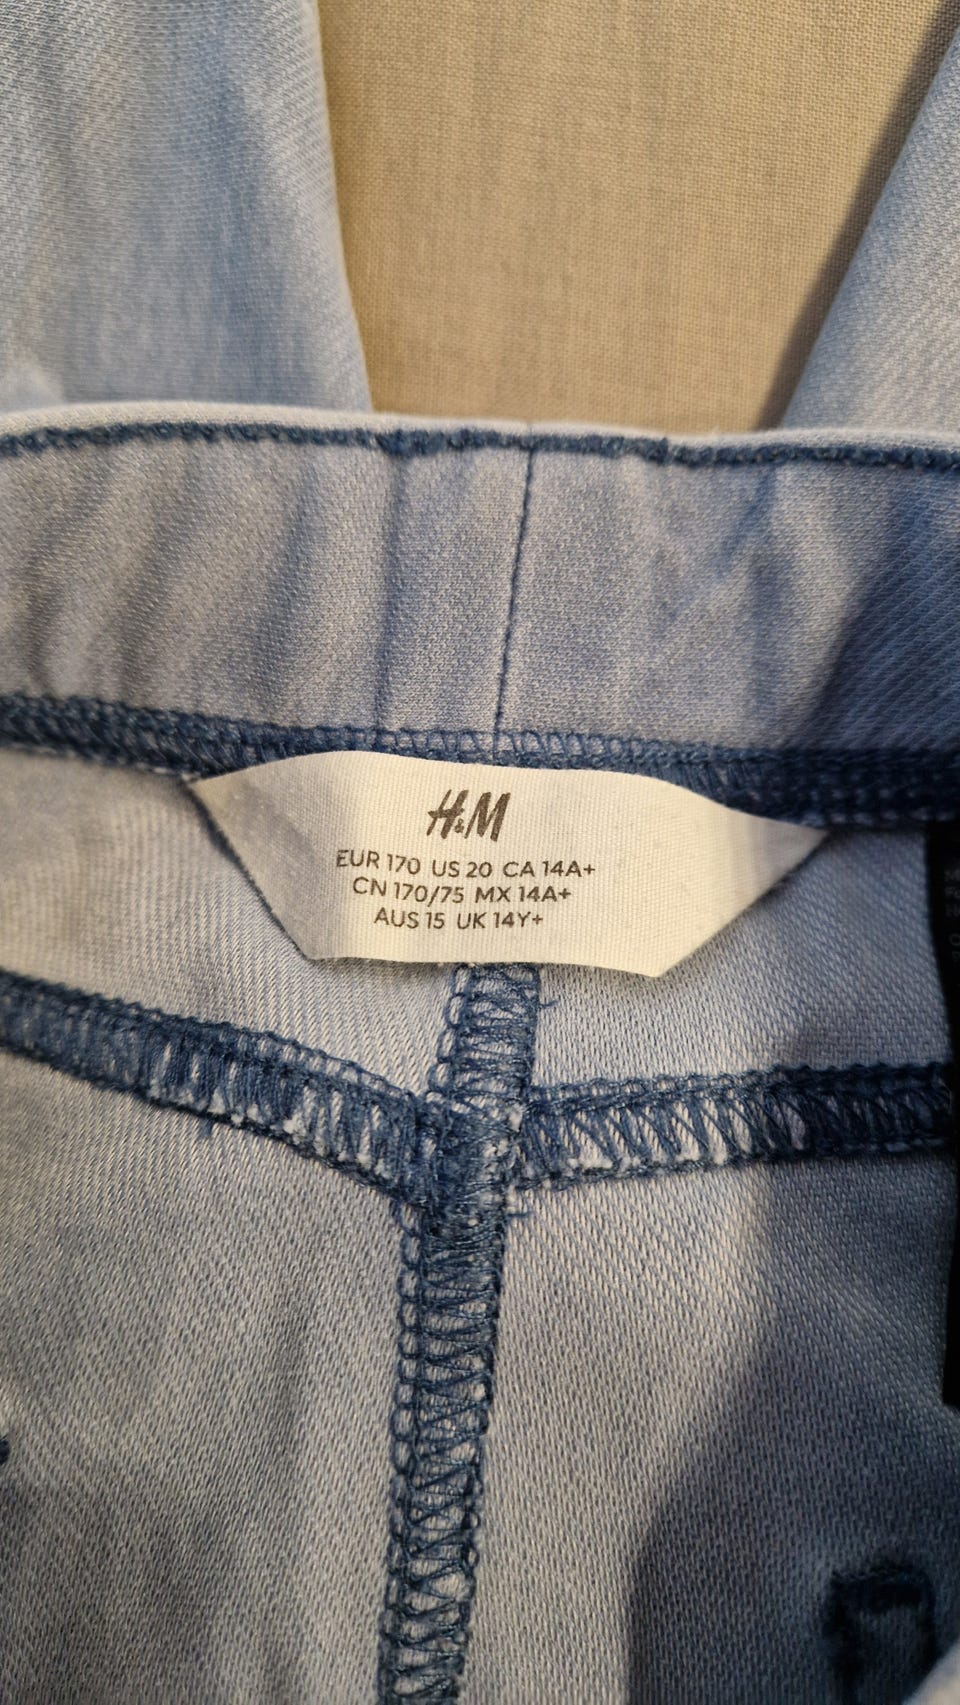 H&M
EUR 170 US 20 CA 14A+
CN 170/75 MX 14A+
AUS 15 UK 14Y+